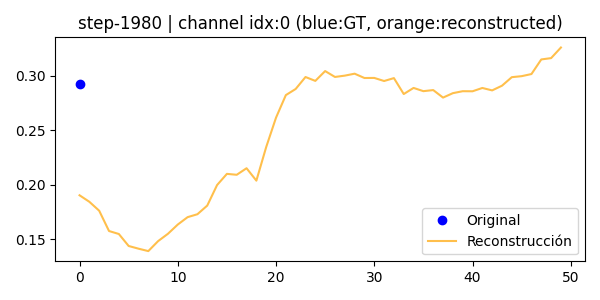 step-1980 | channel idx:0 (blue:GT, orange:reconstructed)
0.30
0.25
0.20
0.15
0 10 20 30 40 50
Original
Reconstrucción